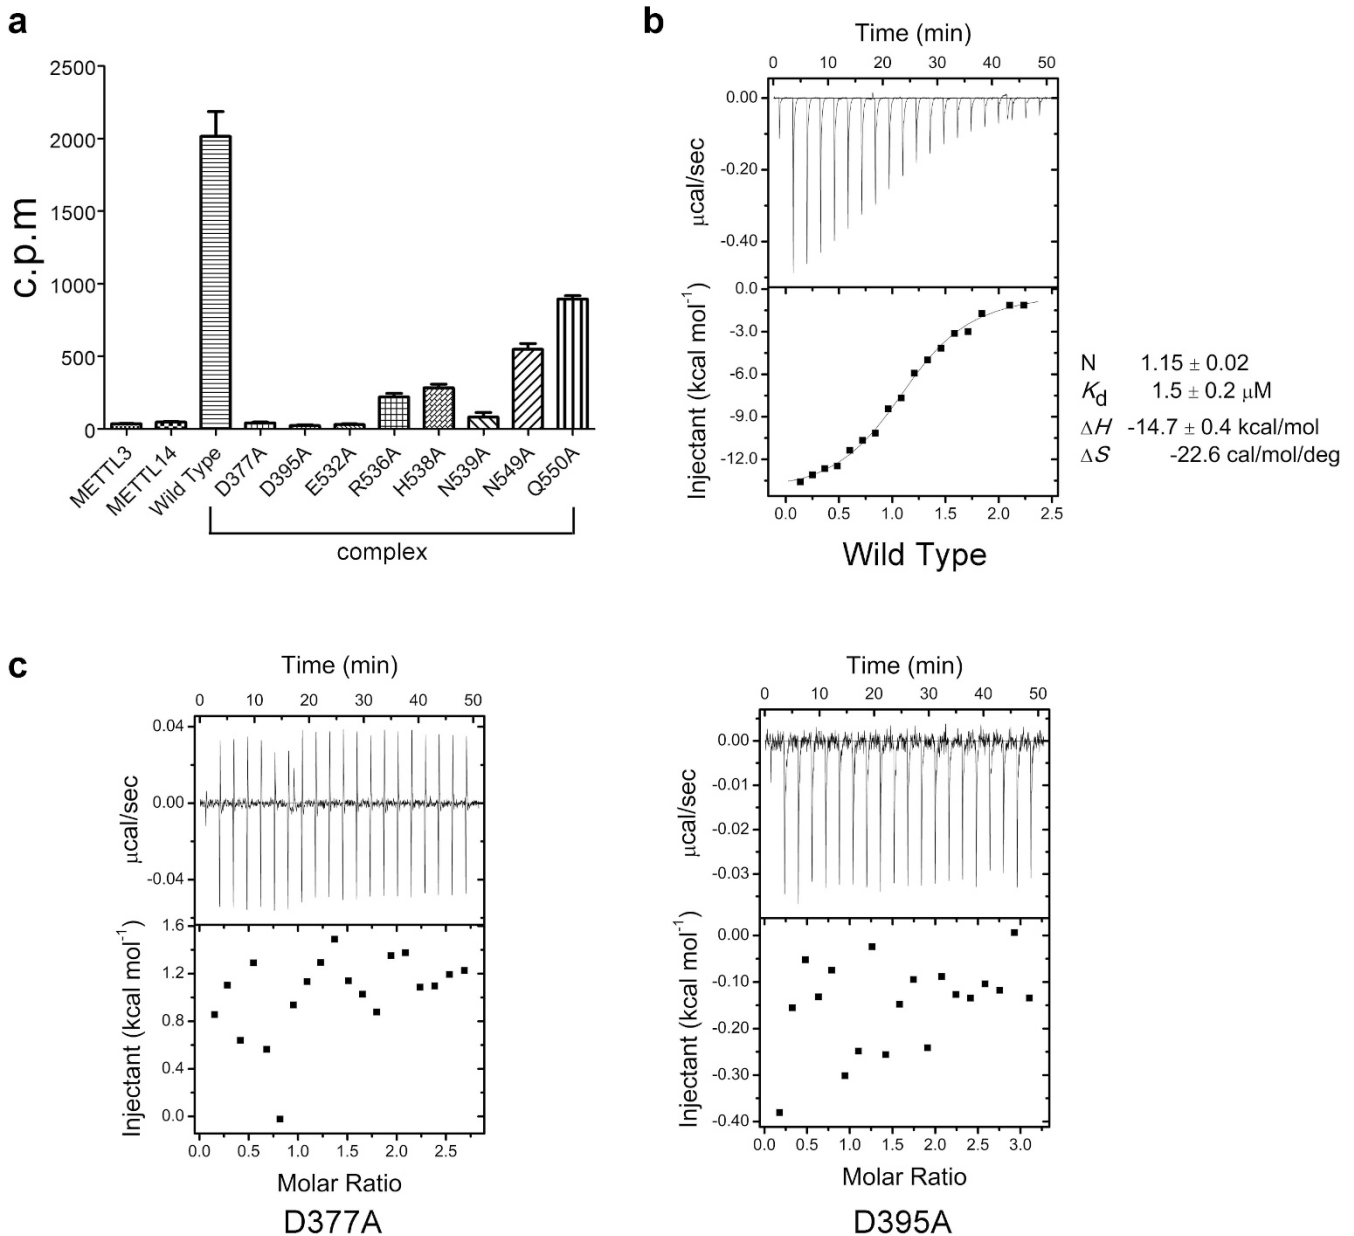 a
2500
2000
1500
1000
500
0
c.p.m
METTL3
METTL14
Wild Type
D377A
D395A
E532A
R536A
H538A
N539A
N549A
Q550A
complex
b
Time (min)
0 10 20 30 40 50
0.00
-0.20
-0.40
μcal/sec
0.0
-3.0
-6.0
-9.0
-12.0
Injectant (kcal mol⁻¹)
0.0 0.5 1.0 1.5 2.0 2.5
Wild Type
N 1.15 ± 0.02
Kd 1.5 ± 0.2 μM
ΔH -14.7 ± 0.4 kcal/mol
ΔS -22.6 cal/mol/deg
c
Time (min)
0 10 20 30 40 50
0.04
0.00
-0.04
μcal/sec
1.6
1.2
0.8
0.4
0.0
Injectant (kcal mol⁻¹)
0.0 0.5 1.0 1.5 2.0 2.5
Molar Ratio
D377A
Time (min)
0 10 20 30 40 50
0.00
-0.01
-0.02
-0.03
μcal/sec
0.00
-0.10
-0.20
-0.30
-0.40
Injectant (kcal mol⁻¹)
0.0 0.5 1.0 1.5 2.0 2.5 3.0
Molar Ratio
D395A